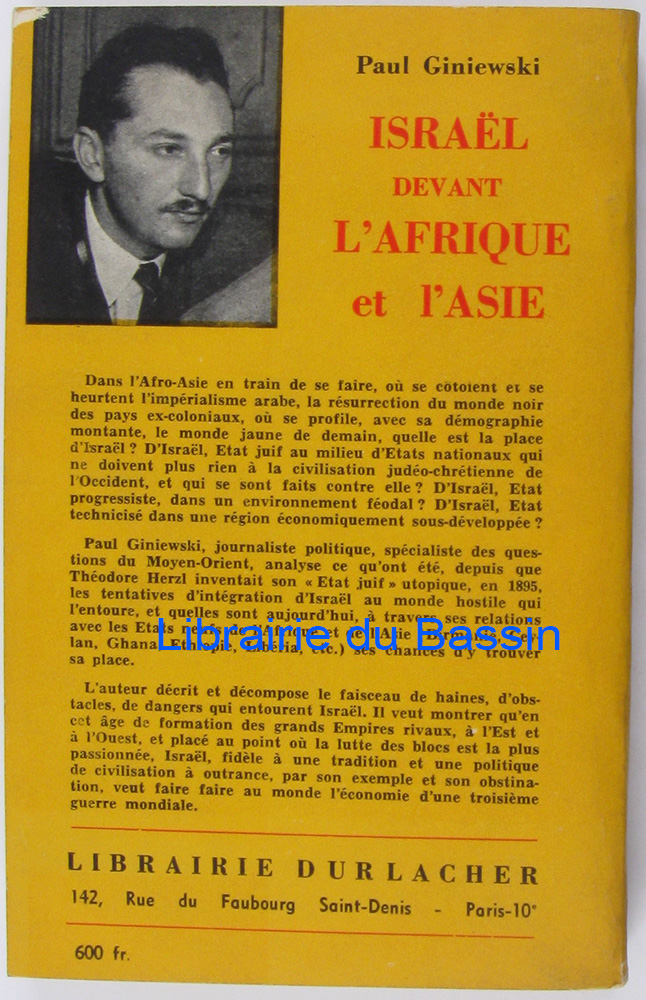 Paul Giniewski
ISRAËL
DEVANT
L'AFRIQUE
et l'ASIE
Dans l'Afro-Asie en train de se faire, où se côtoient et se
heurtent l'impérialisme arabe, la résurrection du monde noir
des pays ex-coloniaux, où se profile, avec sa démographie
montante, le monde jaune de demain, quelle est la place
d'Israël ? D'Israël, Etat juif au milieu d'Etats nationaux qui
ne doivent plus rien à la civilisation judéo-chrétienne de
l'Occident, et qui se sont faits contre elle ? D'Israël, Etat
progressiste, dans un environnement féodal ? D'Israël, Etat
technicisé dans une région économiquement sous-développée ?
Paul Giniewski, journaliste politique, spécialiste des ques-
tions du Moyen-Orient, analyse ce qu'ont été, depuis que
Théodore Herzl inventait son « Etat juif » utopique, en 1895,
les tentatives d'intégration d'Israël au monde hostile qui
l'entoure, et quelles sont aujourd'hui, à travers ses relations
avec les Etats de l'Afrique et de l'Asie
lan, Ghana, Ethiopie, Libéria, etc.) ses chances d'y trouver
sa place.
Librairie du Bassin
L'auteur décrit et décompose le faisceau de haines, d'obs-
tacles, de dangers qui entourent Israël. Il veut montrer qu'en
cet âge de formation des grands Empires rivaux, à l'Est et
à l'Ouest, et placé au point où la lutte des blocs est la plus
passionnée, Israël, fidèle à une tradition et une politique
de civilisation à outrance, par son exemple et son obstina-
tion, veut faire faire au monde l'économie d'une troisième
guerre mondiale.
LIBRAIRIE DURLACHER
142, Rue du Faubourg Saint-Denis - Paris-10e
600 fr.